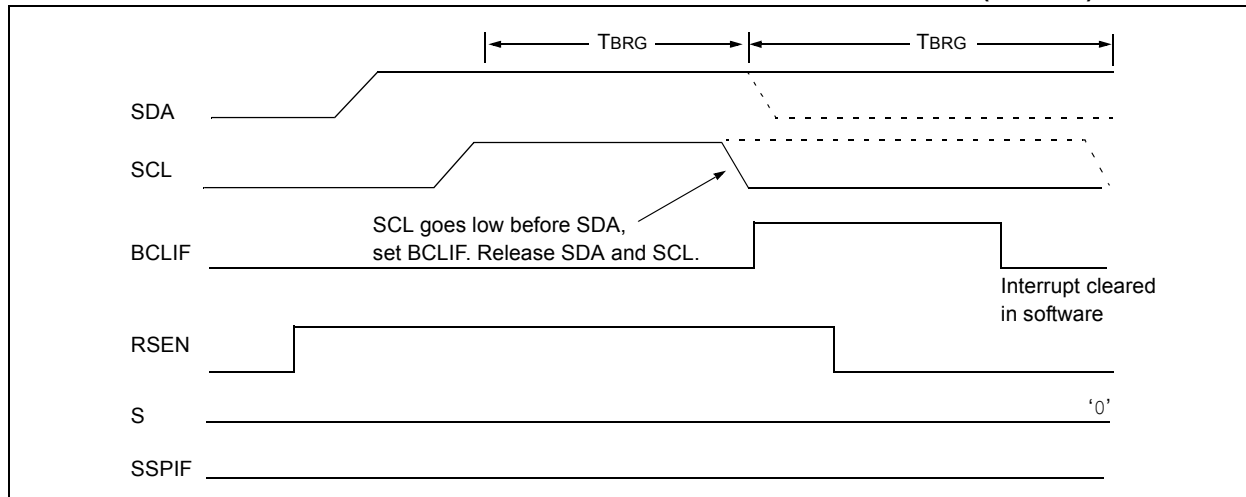 TBRG
TBRG
SDA
SCL
SCL goes low before SDA,
set BCLIF. Release SDA and SCL.
BCLIF
Interrupt cleared
in software
RSEN
S
‘0’
SSPIF